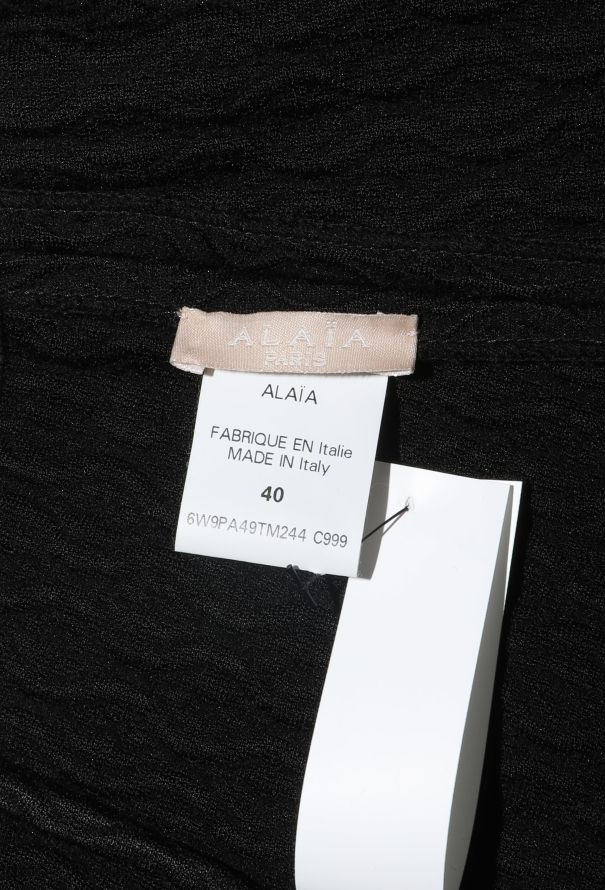 ALAÏA
PARIS
ALAÏA
FABRIQUE EN Italie
MADE IN Italy
40
6W9PA49TM244 C999